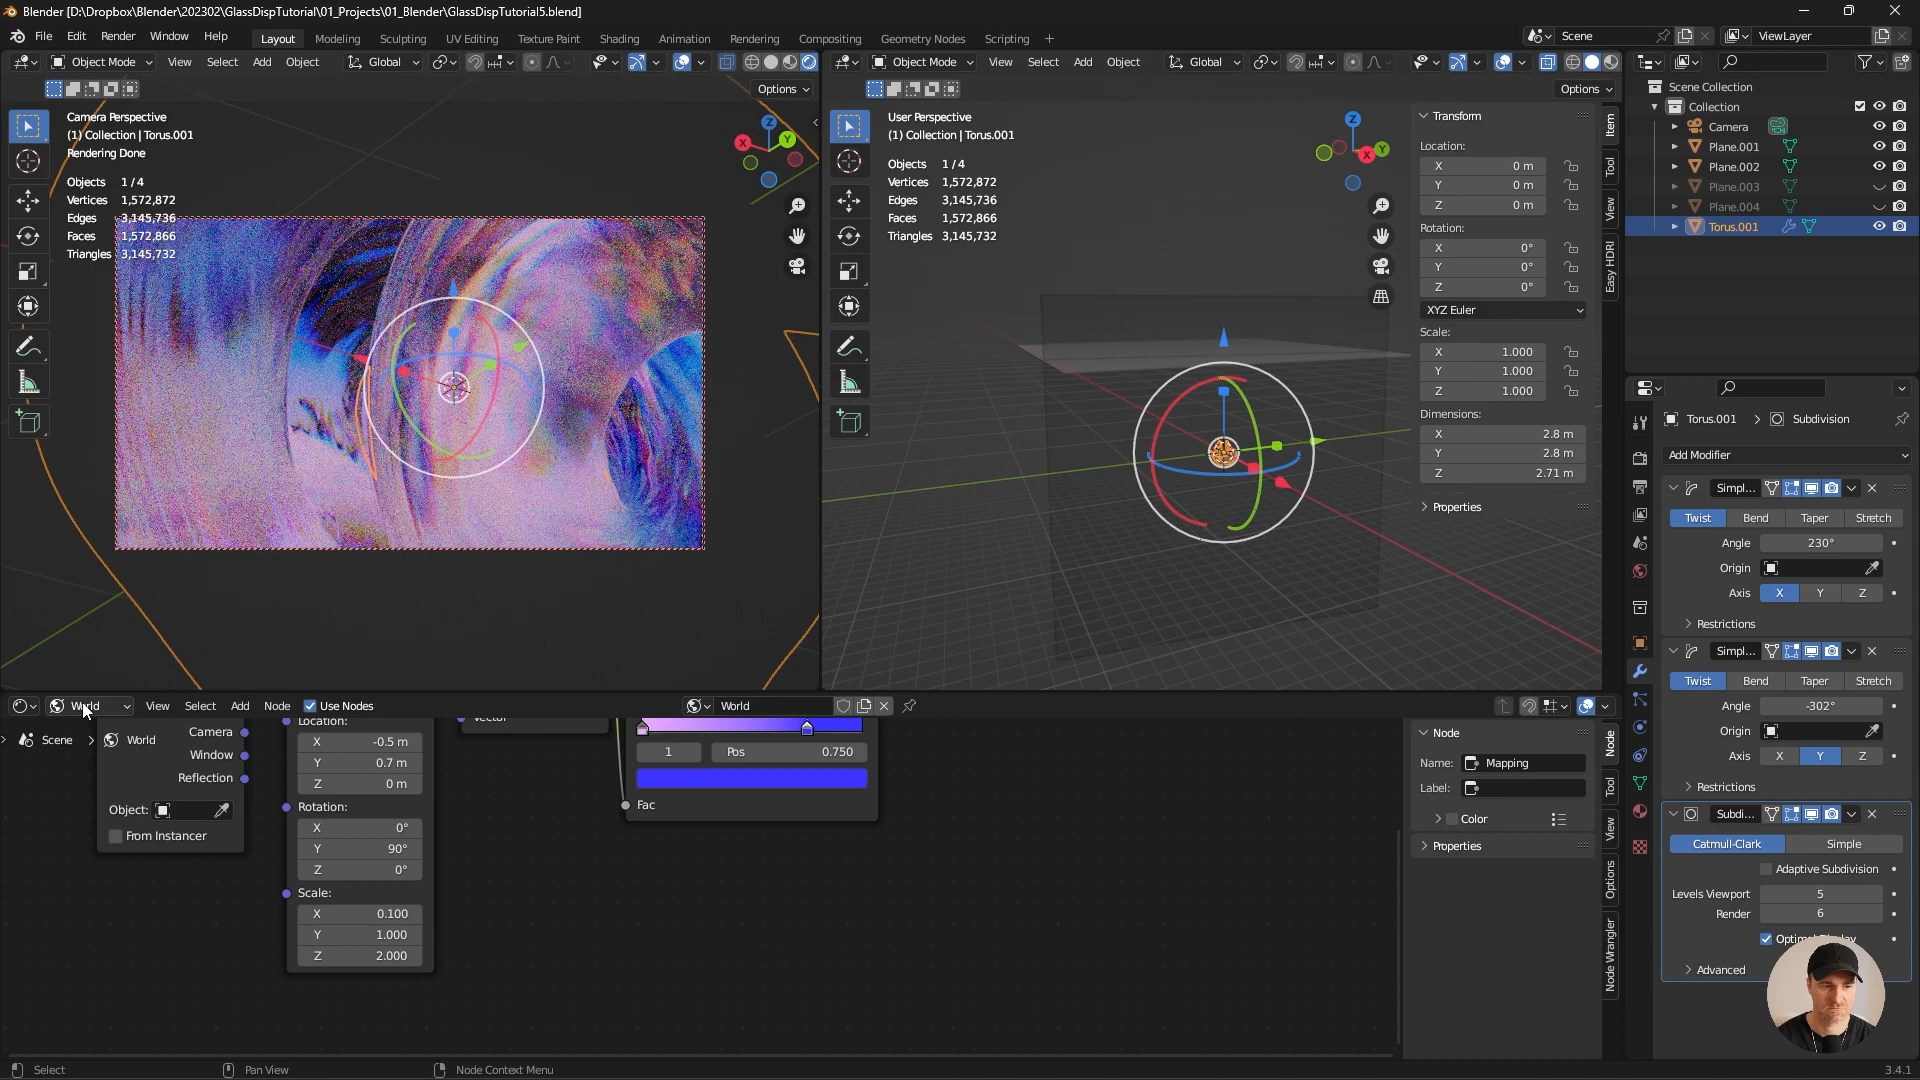 Blender [D:\Dropbox\Blender\202302\GlassDispTutorial\01_Projects\01_Blender\GlassDispTutorial5.blend]
File Edit Render Window Help Layout Modeling Sculpting UV Editing Texture Paint Shading Animation Rendering Compositing Geometry Nodes Scripting + Scene ViewLayer
Object Mode View Select Add Object Global
Object Mode View Select Add Object Global
Options
Options
Camera Perspective
(1) Collection | Torus.001
Rendering Done
Objects 1/4
Vertices 1,572,872
Edges 3,145,736
Faces 1,572,866
Triangles 3,145,732
X Y Z
User Perspective
(1) Collection | Torus.001
Objects 1/4
Vertices 1,572,872
Edges 3,145,736
Faces 1,572,866
Triangles 3,145,732
Z X Y
Transform
Location:
X 0 m
Y 0 m
Z 0 m
Rotation:
X 0°
Y 0°
Z 0°
XYZ Euler
Scale:
X 1.000
Y 1.000
Z 1.000
Dimensions:
X 2.8 m
Y 2.8 m
Z 2.71 m
Properties
Item
Tool
View
Easy HDRI
Scene Collection
Collection
Camera
Plane.001
Plane.002
Plane.003
Plane.004
Torus.001
Torus.001 > Subdivision
Add Modifier
Simpl...
Twist Bend Taper Stretch
Angle 230°
Origin
Axis X Y Z
Restrictions
Simpl...
Twist Bend Taper Stretch
Angle -302°
Origin
Axis X Y Z
Restrictions
Subdi...
Catmull-Clark Simple
Adaptive Subdivision
Levels Viewport 5
Render 6
Advanced
World View Select Add Node Use Nodes World
Scene > World
Camera
Window
Reflection
Object:
From Instancer
Location:
X -0.5 m
Y 0.7 m
Z 0 m
Rotation:
X 0°
Y 90°
Z 0°
Scale:
X 0.100
Y 1.000
Z 2.000
Vector
1 Pos 0.750
Fac
Node
Name: Mapping
Label:
Color
Properties
Node
Tool
View
Options
Node Wrangler
Select Pan View Node Context Menu 3.4.1